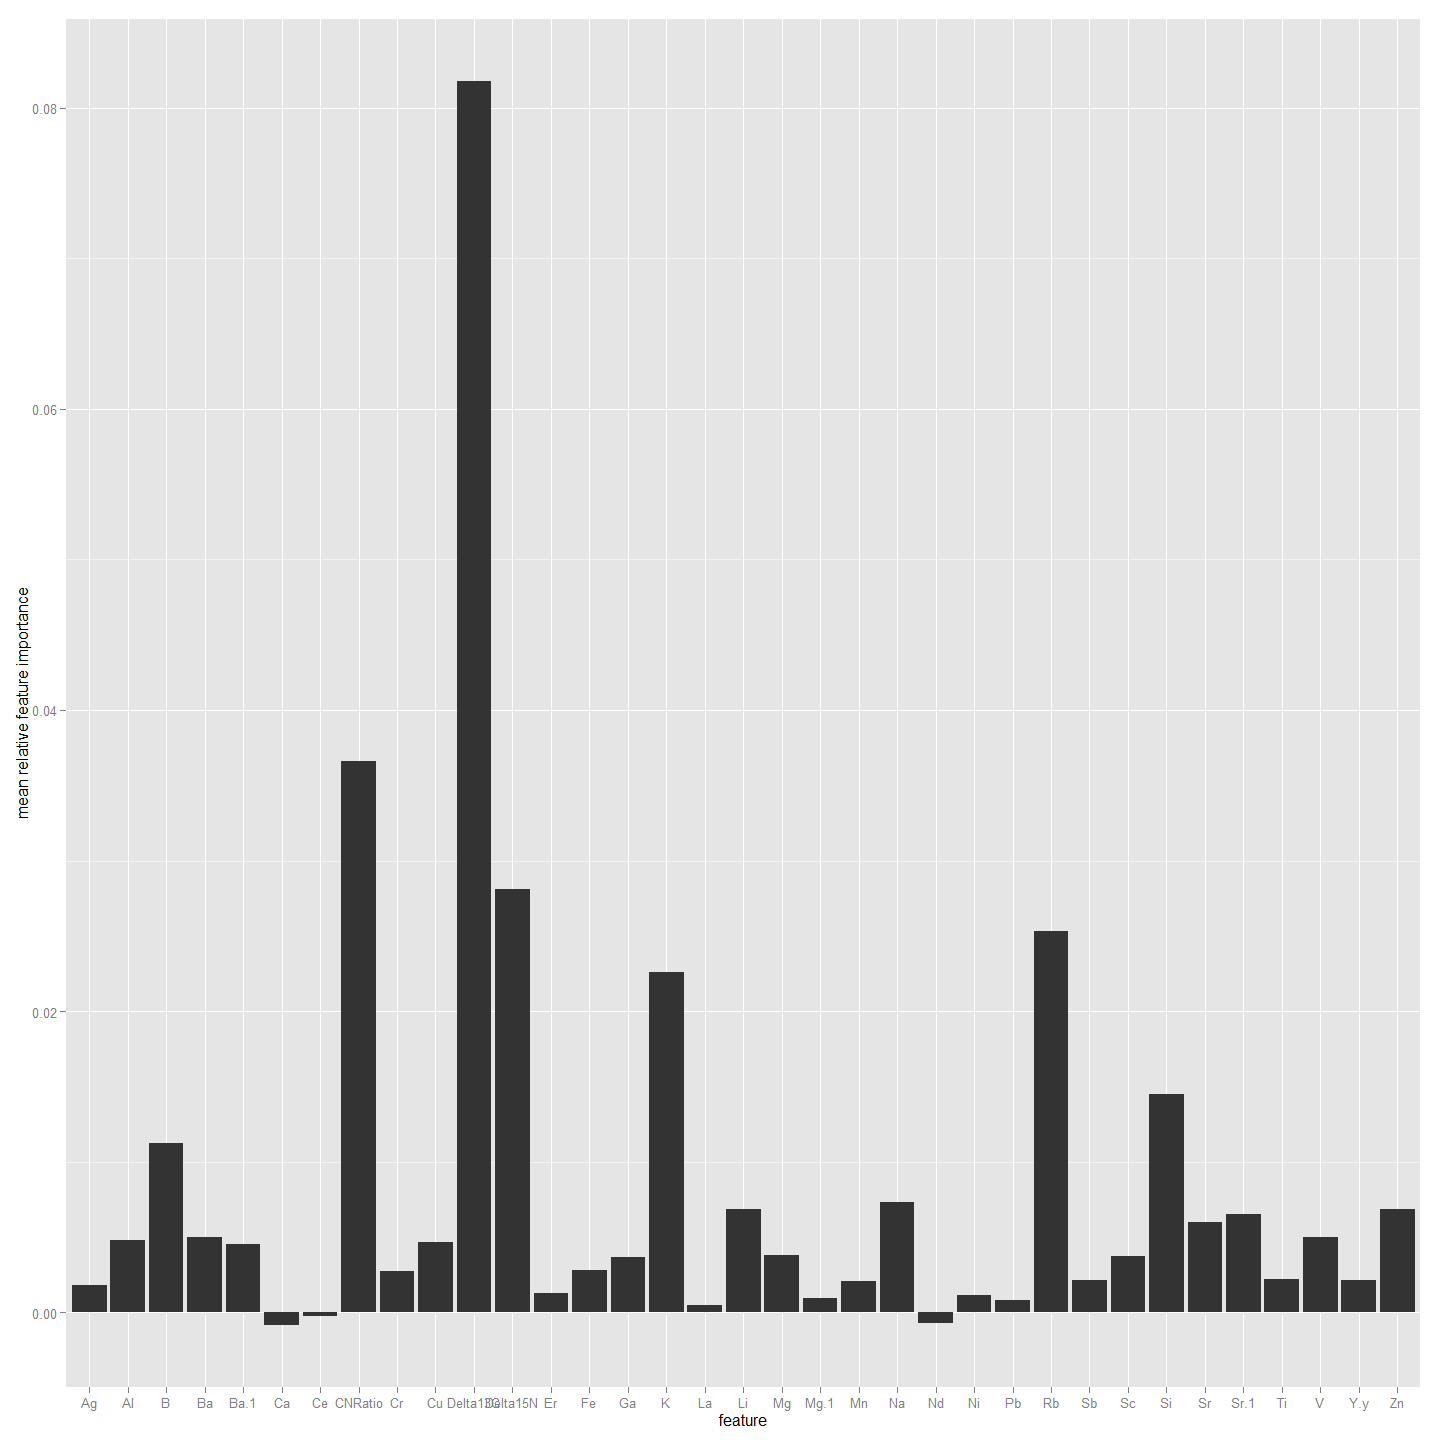 mean relative feature importance
0.08
0.06
0.04
0.02
0.00
Ag Al B Ba Ba.1 Ca Ce CNRatio Cr Cu Delta13C Delta15N Er Fe Ga K La Li Mg Mg.1 Mn Na Nd Ni Pb Rb Sb Sc Si Sr Sr.1 Ti V Y.y Zn
feature